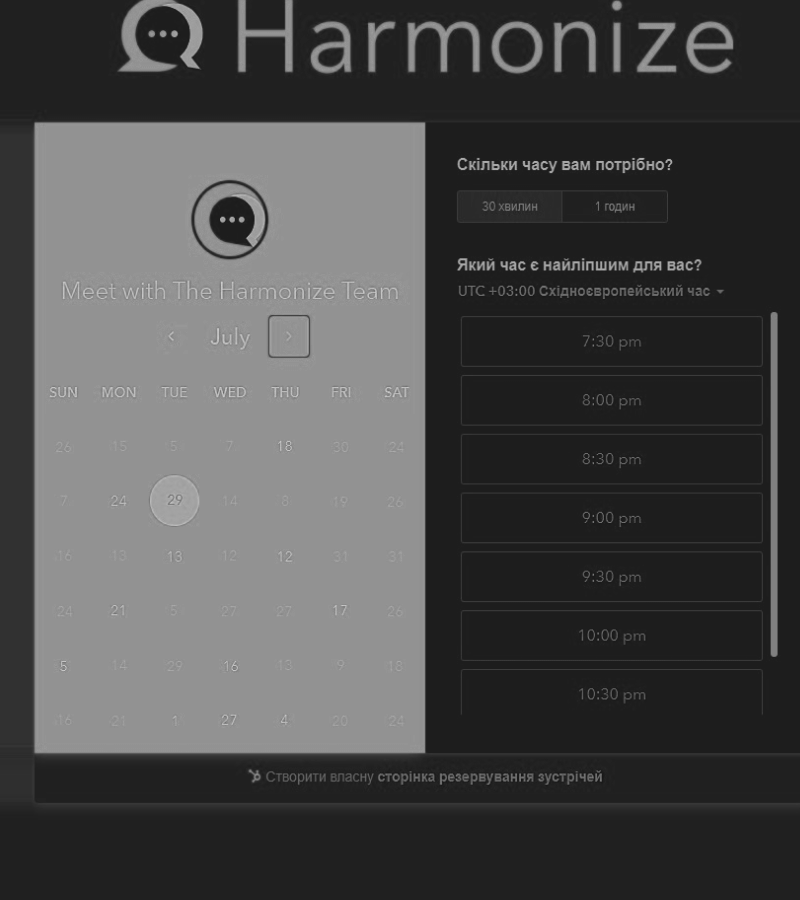 Harmonize
Meet with The Harmonize Team
July
SUN MON TUE WED THU FRI SAT
26 15 5 7 18 30 24
7 24 29 14 8 19 26
16 13 13 12 12 31 31
24 21 5 27 27 17 26
5 14 29 16 13 9 18
16 21 1 27 4 20 24
Скільки часу вам потрібно?
30 хвилин 1 годин
Який час є найліпшим для вас?
UTC +03:00 Східноєвропейський час
7:30 pm
8:00 pm
8:30 pm
9:00 pm
9:30 pm
10:00 pm
10:30 pm
Створити власну сторінка резервування зустрічей